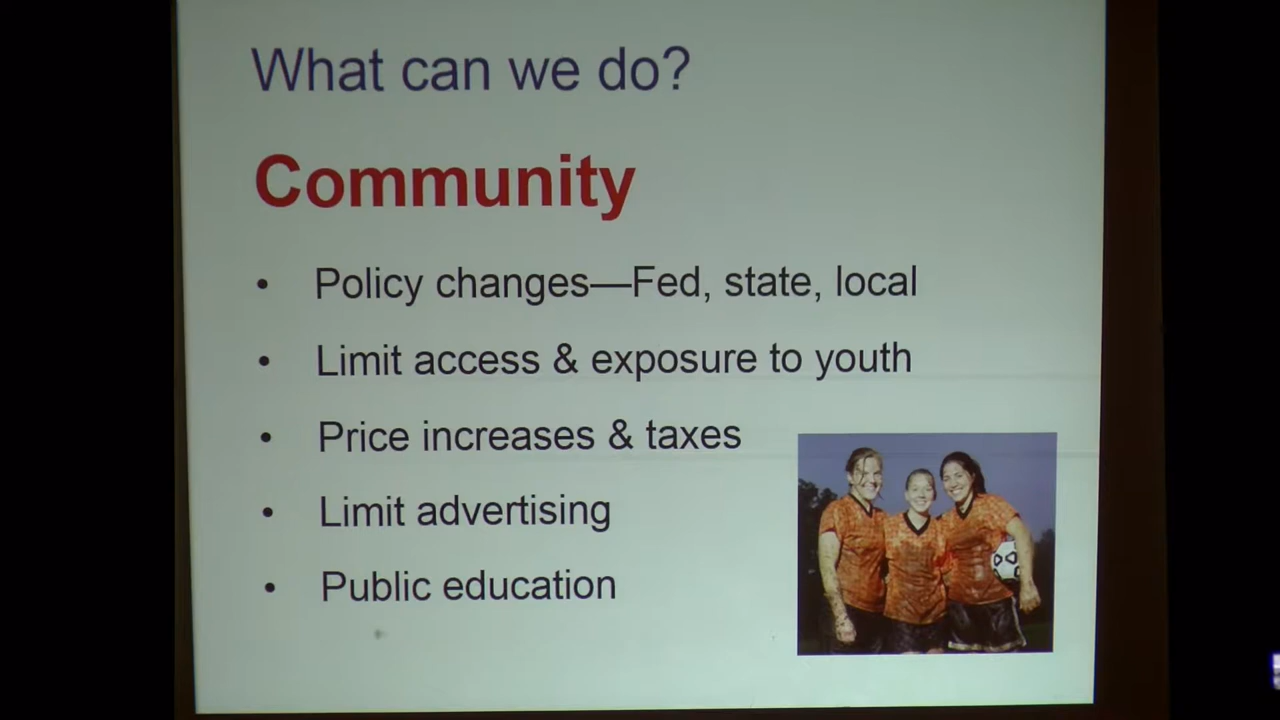 What can we do?
Community
• Policy changes—Fed, state, local
• Limit access & exposure to youth
• Price increases & taxes
• Limit advertising
• Public education